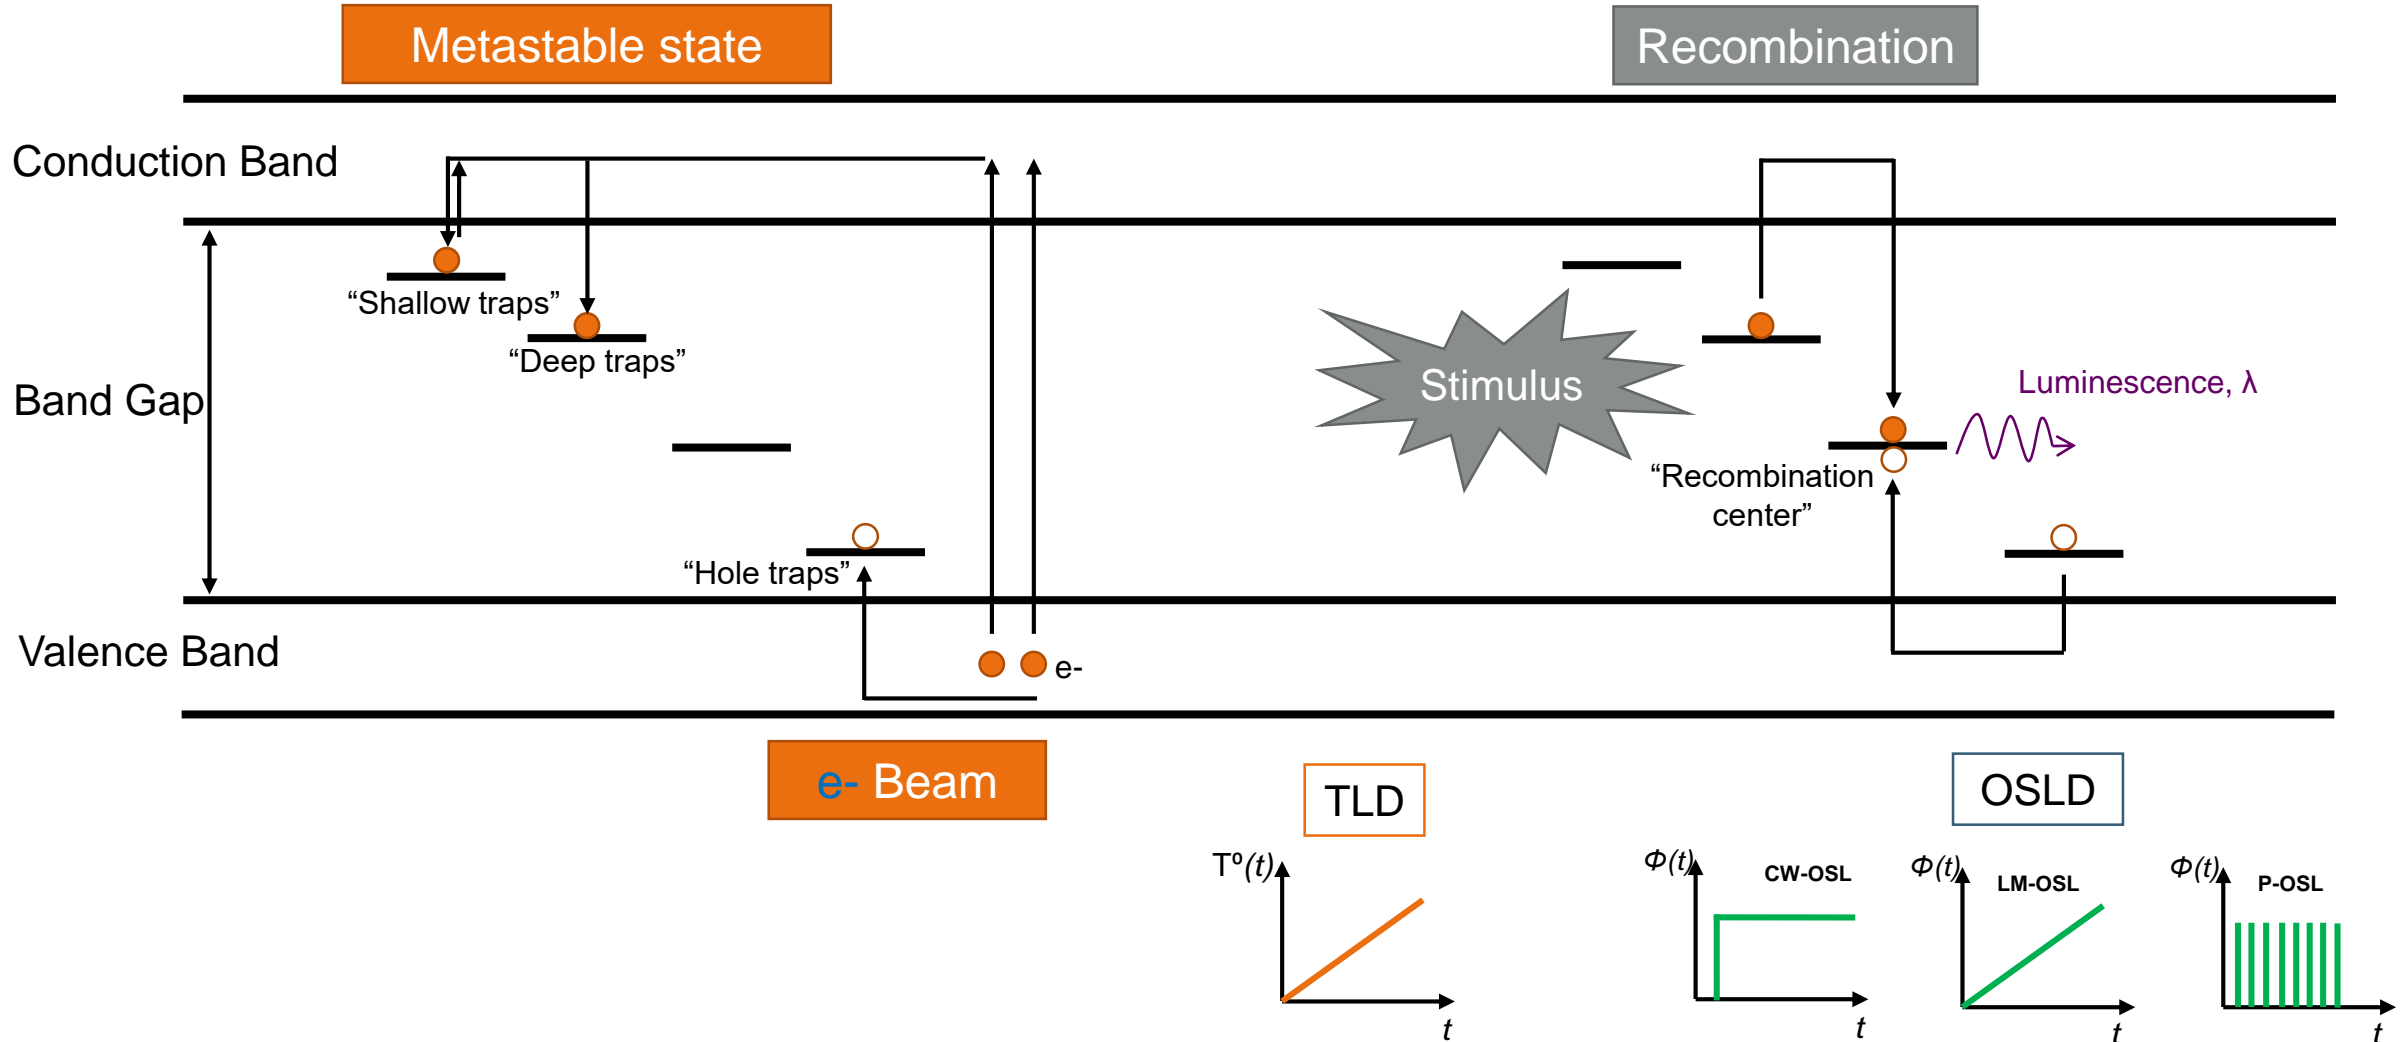 Metastable state
Recombination
Conduction Band
“Shallow traps”
“Deep traps”
Band Gap
Stimulus
Luminescence, λ
“Recombination
center”
“Hole traps”
Valence Band
e-
e- Beam
TLD
OSLD
Tº(t)
t
Φ(t)
CW-OSL
t
Φ(t)
LM-OSL
t
Φ(t)
P-OSL
t